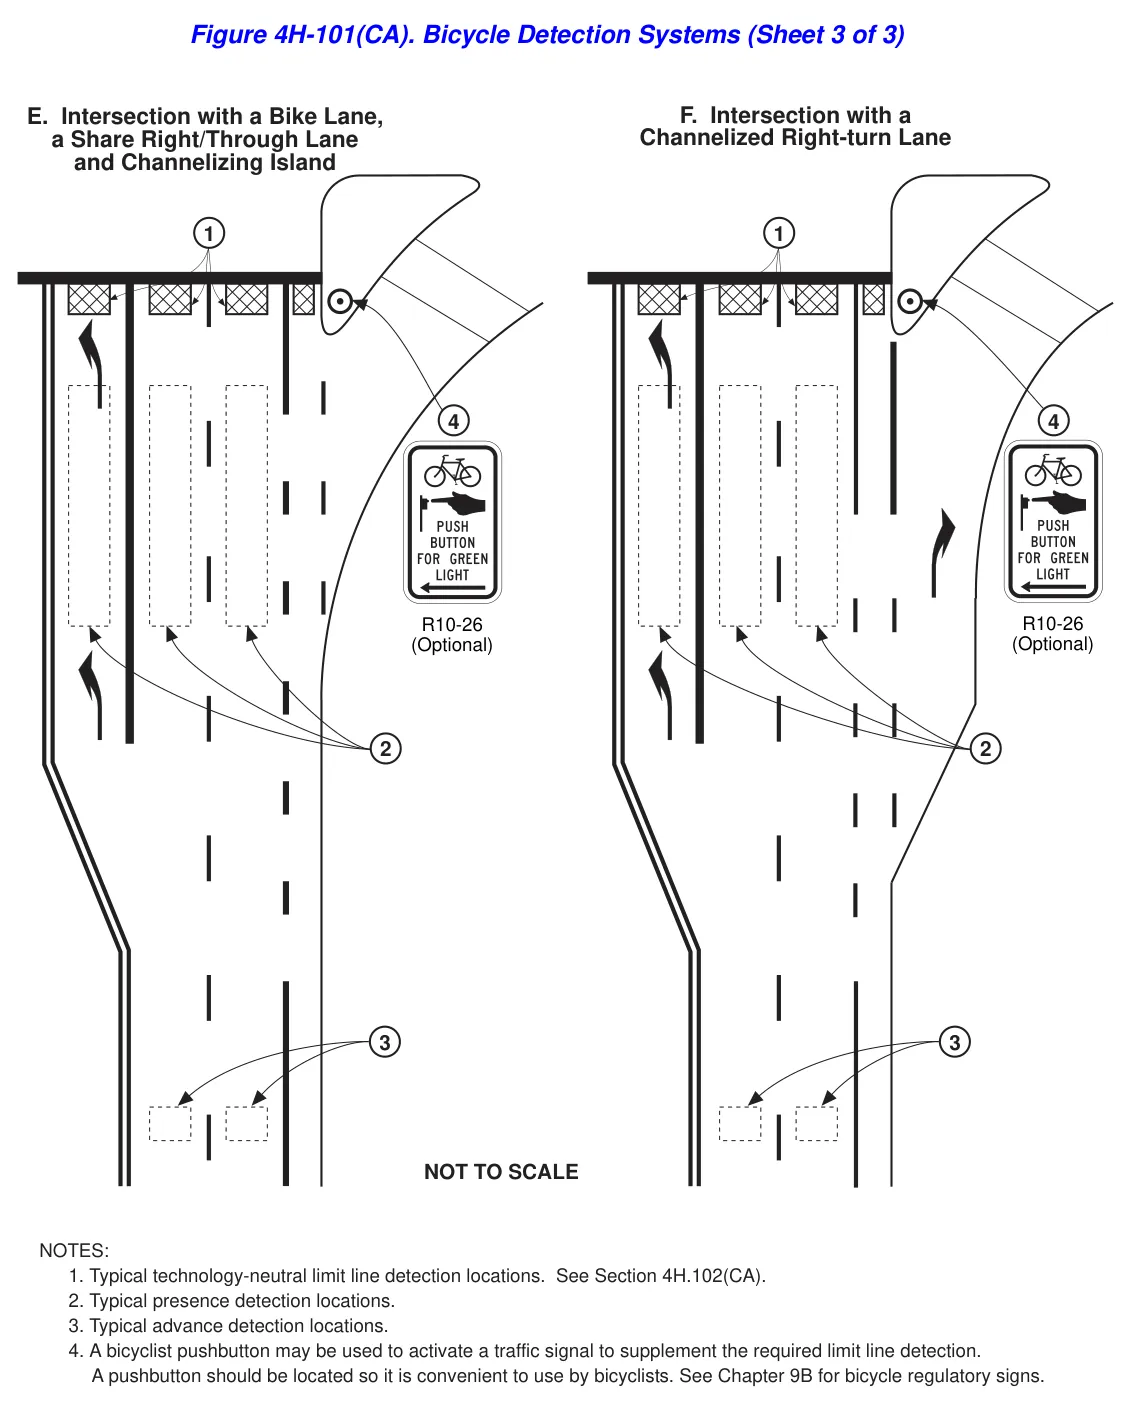 Figure 4H-101(CA). Bicycle Detection Systems (Sheet 3 of 3)
E. Intersection with a Bike Lane,
a Share Right/Through Lane
and Channelizing Island
1
4
PUSH
BUTTON
FOR GREEN
LIGHT
R10-26
(Optional)
2
3
F. Intersection with a
Channelized Right-turn Lane
1
4
PUSH
BUTTON
FOR GREEN
LIGHT
R10-26
(Optional)
2
3
NOT TO SCALE
NOTES:
1. Typical technology-neutral limit line detection locations. See Section 4H.102(CA).
2. Typical presence detection locations.
3. Typical advance detection locations.
4. A bicyclist pushbutton may be used to activate a traffic signal to supplement the required limit line detection.
A pushbutton should be located so it is convenient to use by bicyclists. See Chapter 9B for bicycle regulatory signs.